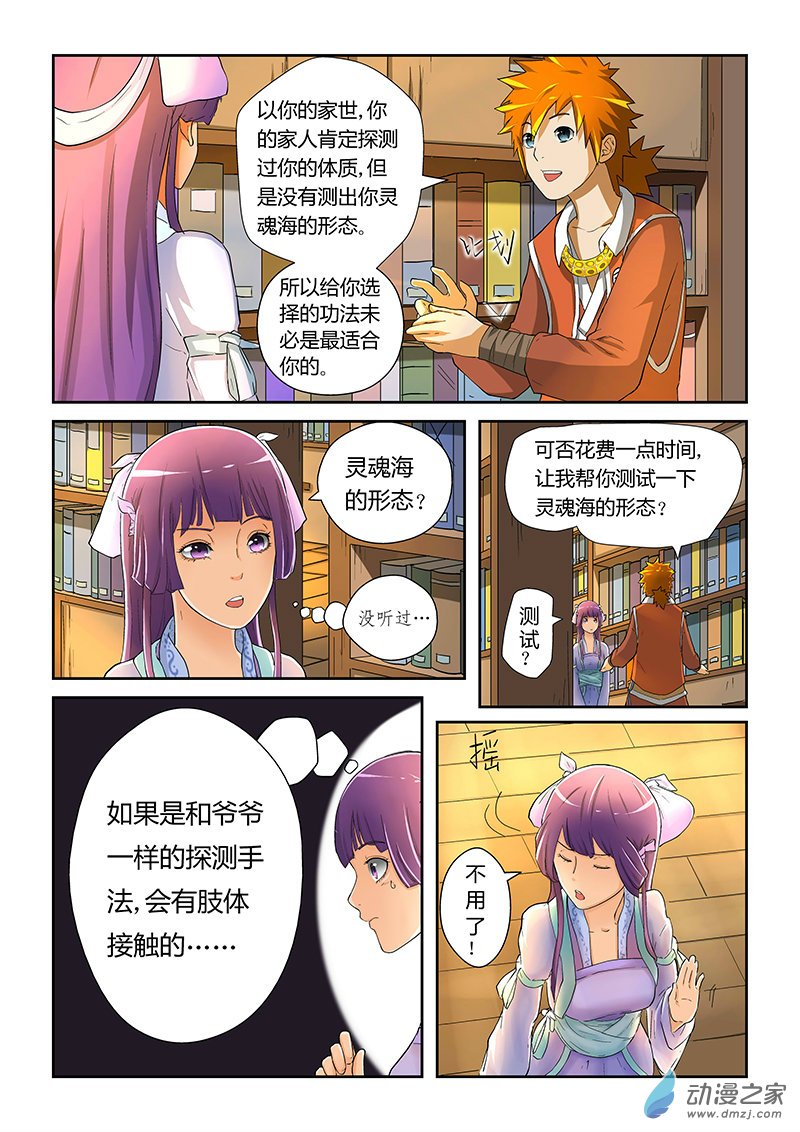 以你的家世,你
的家人肯定探测
过你的体质,但
是没有测出你灵
魂海的形态。
所以给你选
择的功法未
必是最适合
你的。
比划
灵魂海
的形态？
没听过…
可否花费一点时间,
让我帮你测试一下
灵魂海的形态？
测试？
如果是和爷爷
一样的探测手
法,会有肢体
接触的……
摇
不用了！
动漫之家
www.dmzj.com